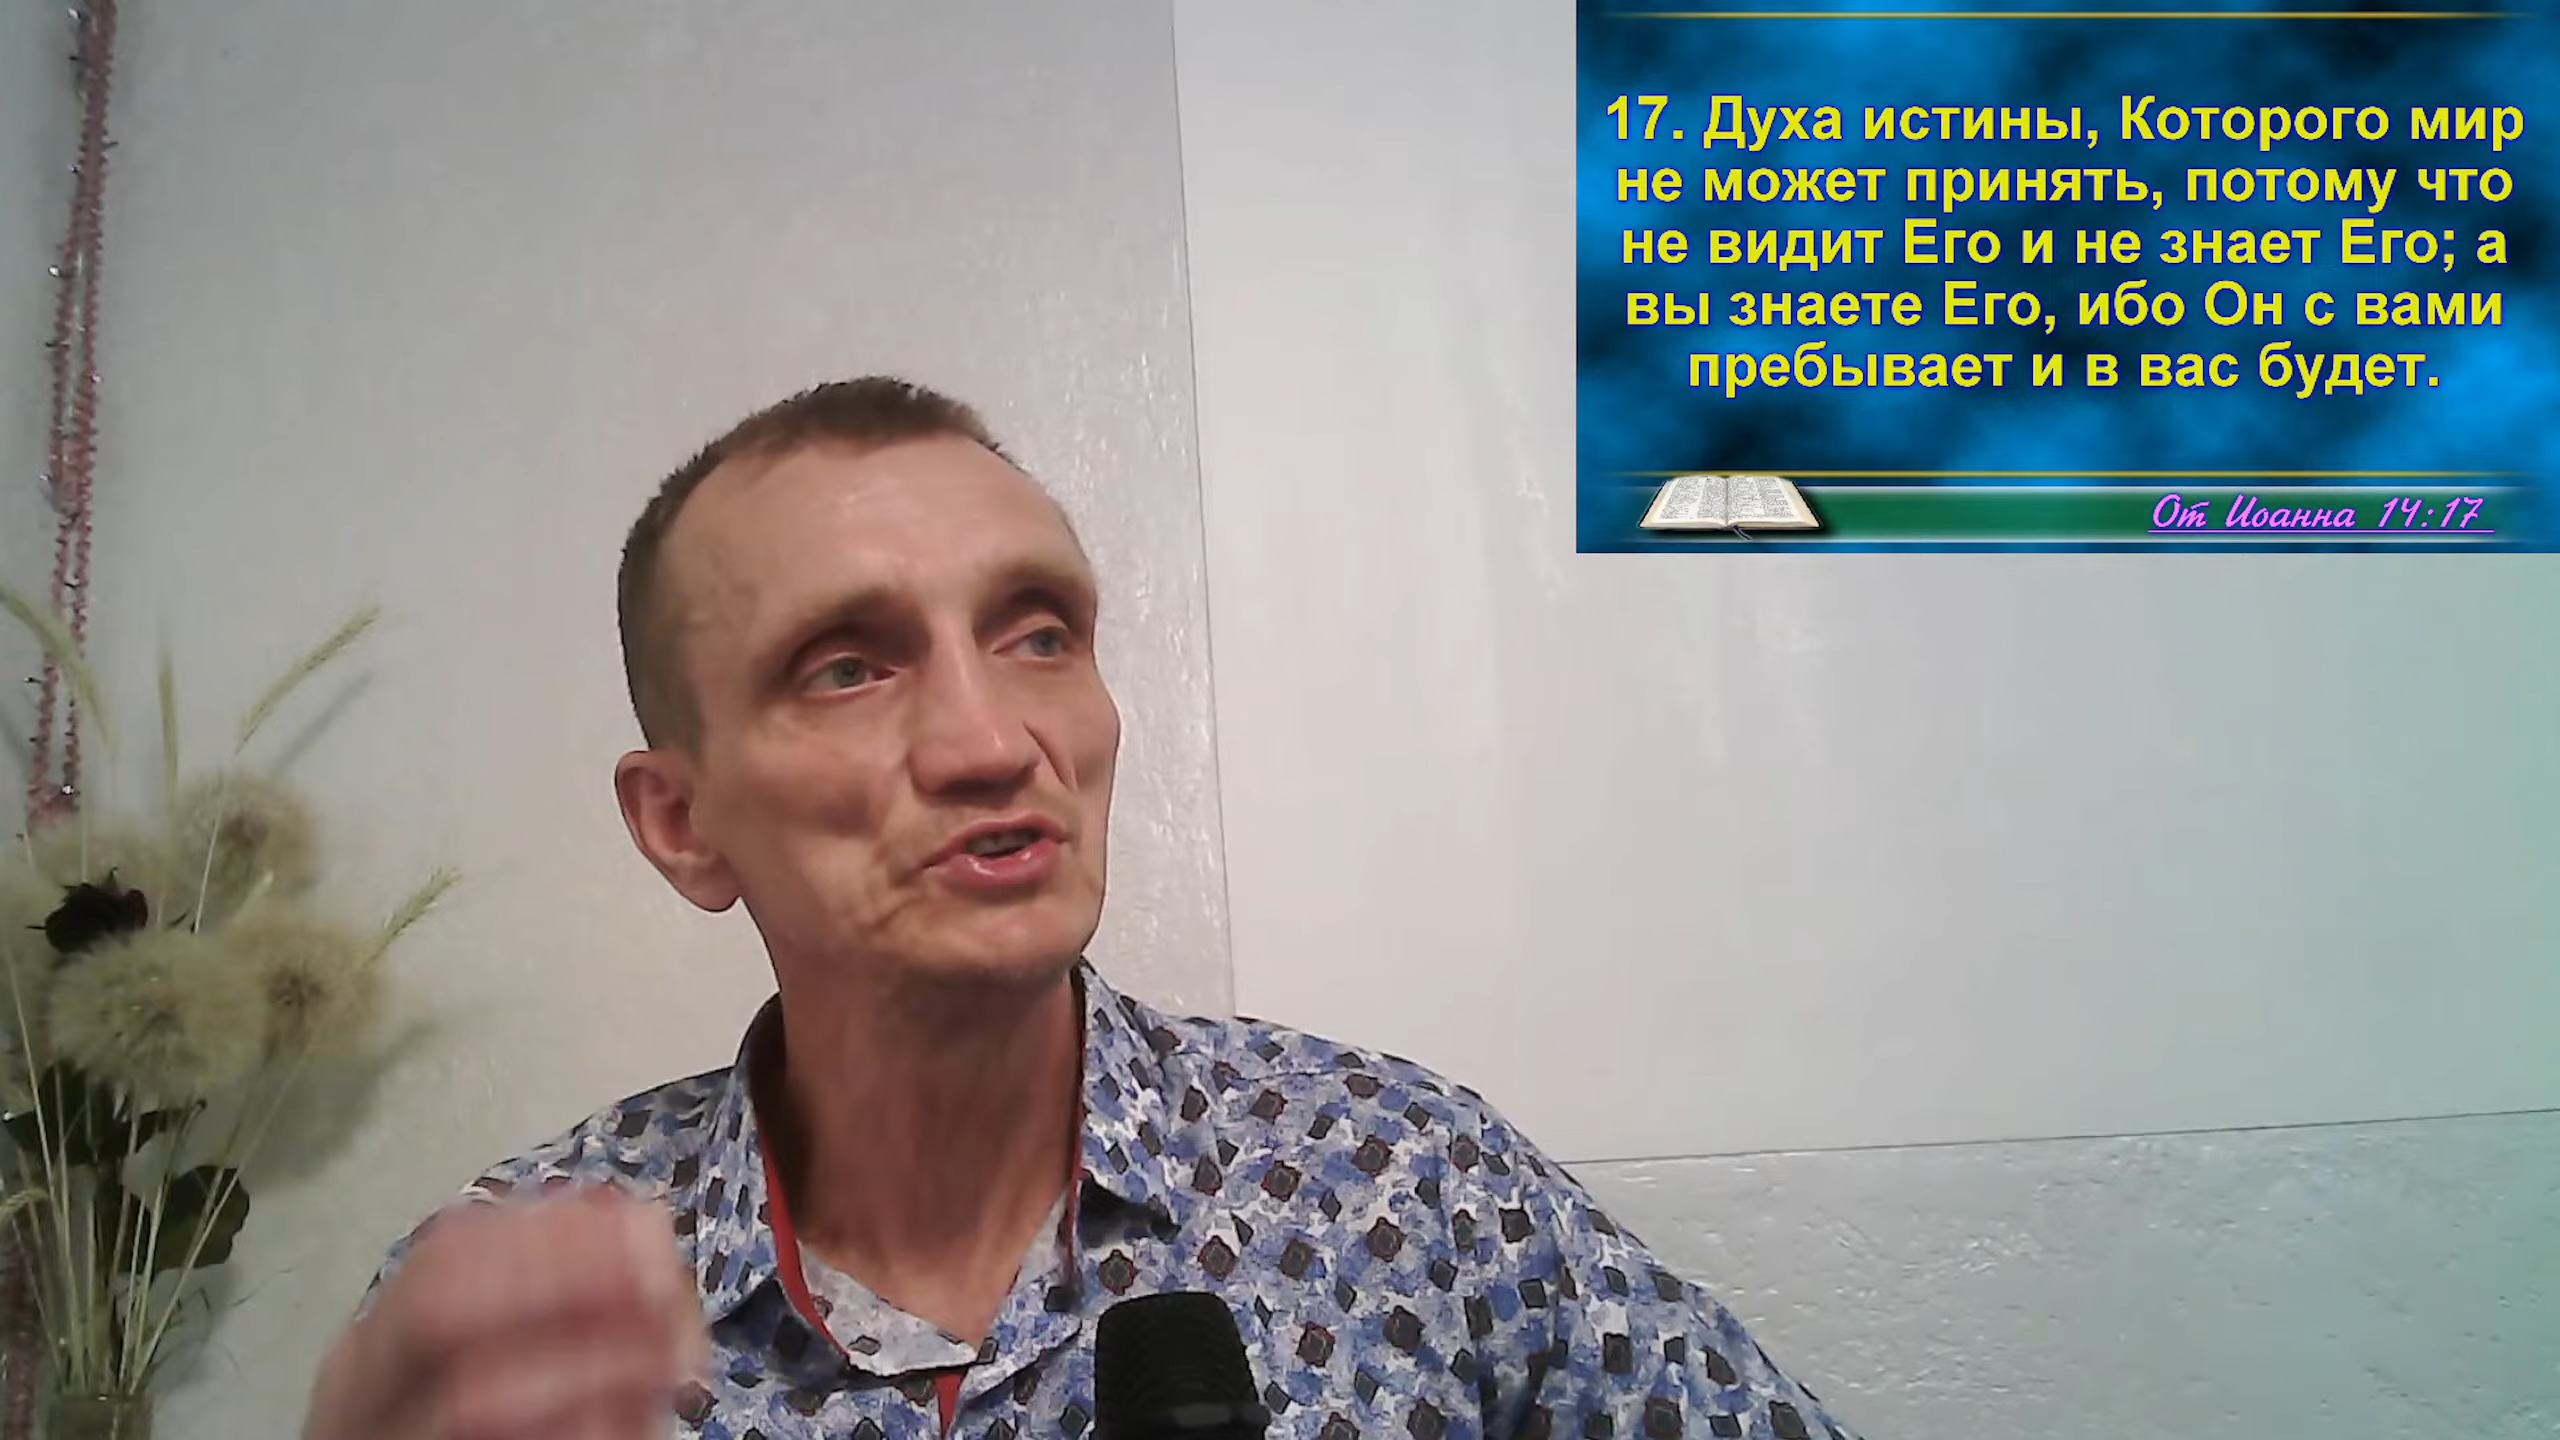 17. Духа истины, Которого мир
не может принять, потому что
не видит Его и не знает Его; а
вы знаете Его, ибо Он с вами
пребывает и в вас будет.
От Иоанна 14:17